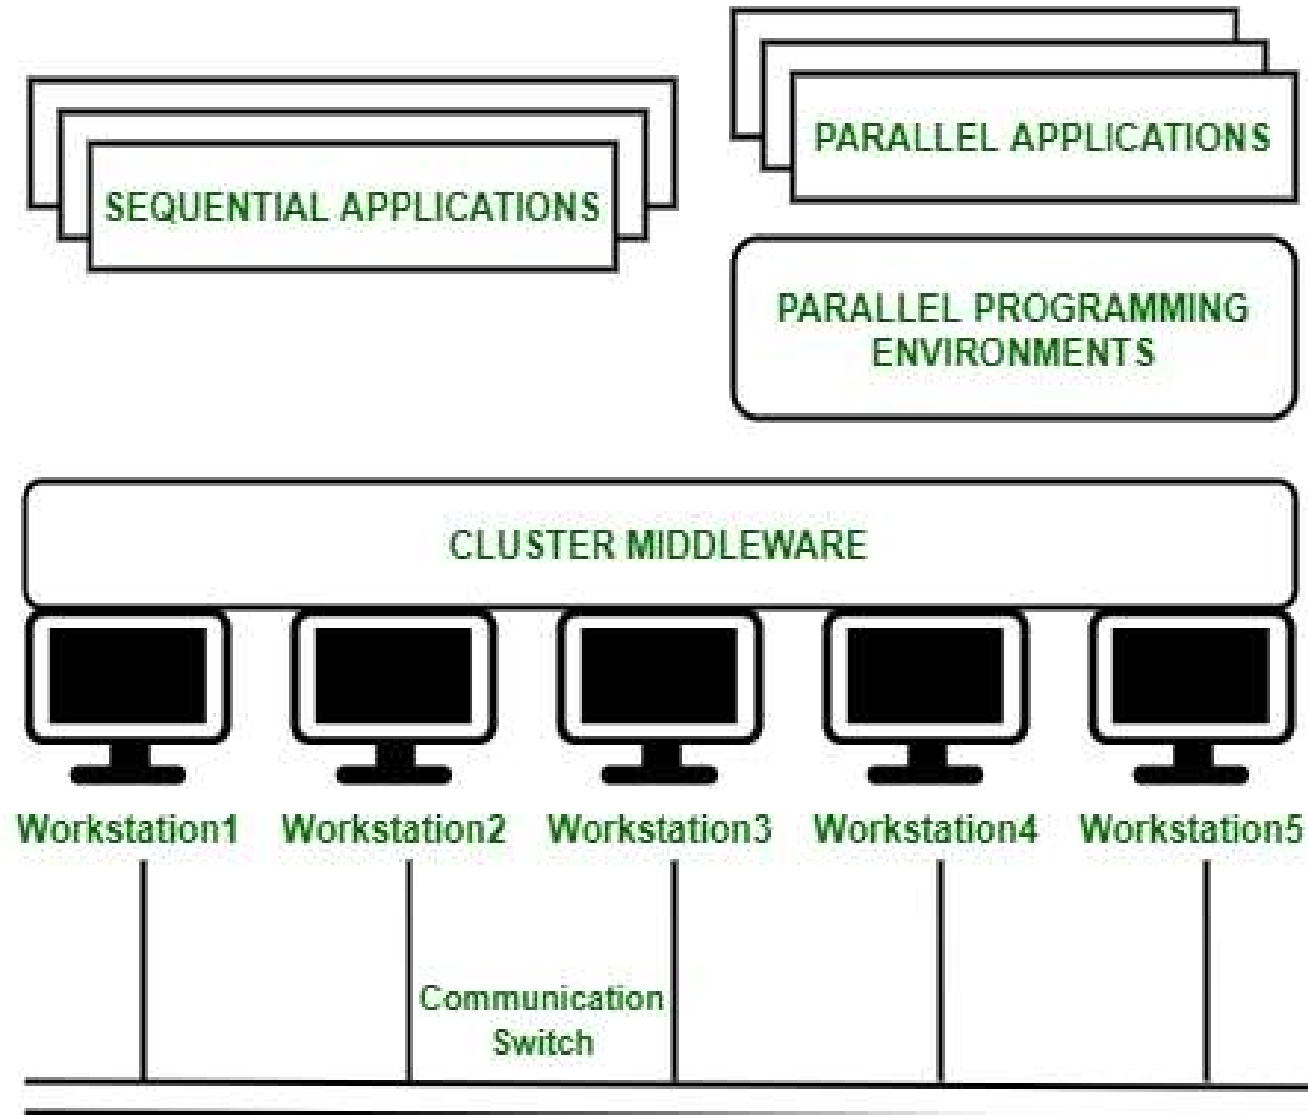 PARALLEL APPLICATIONS
SEQUENTIAL APPLICATIONS
PARALLEL PROGRAMMING
ENVIRONMENTS
CLUSTER MIDDLEWARE
Workstation1 Workstation2 Workstation3 Workstation4 Workstation5
Communication
Switch